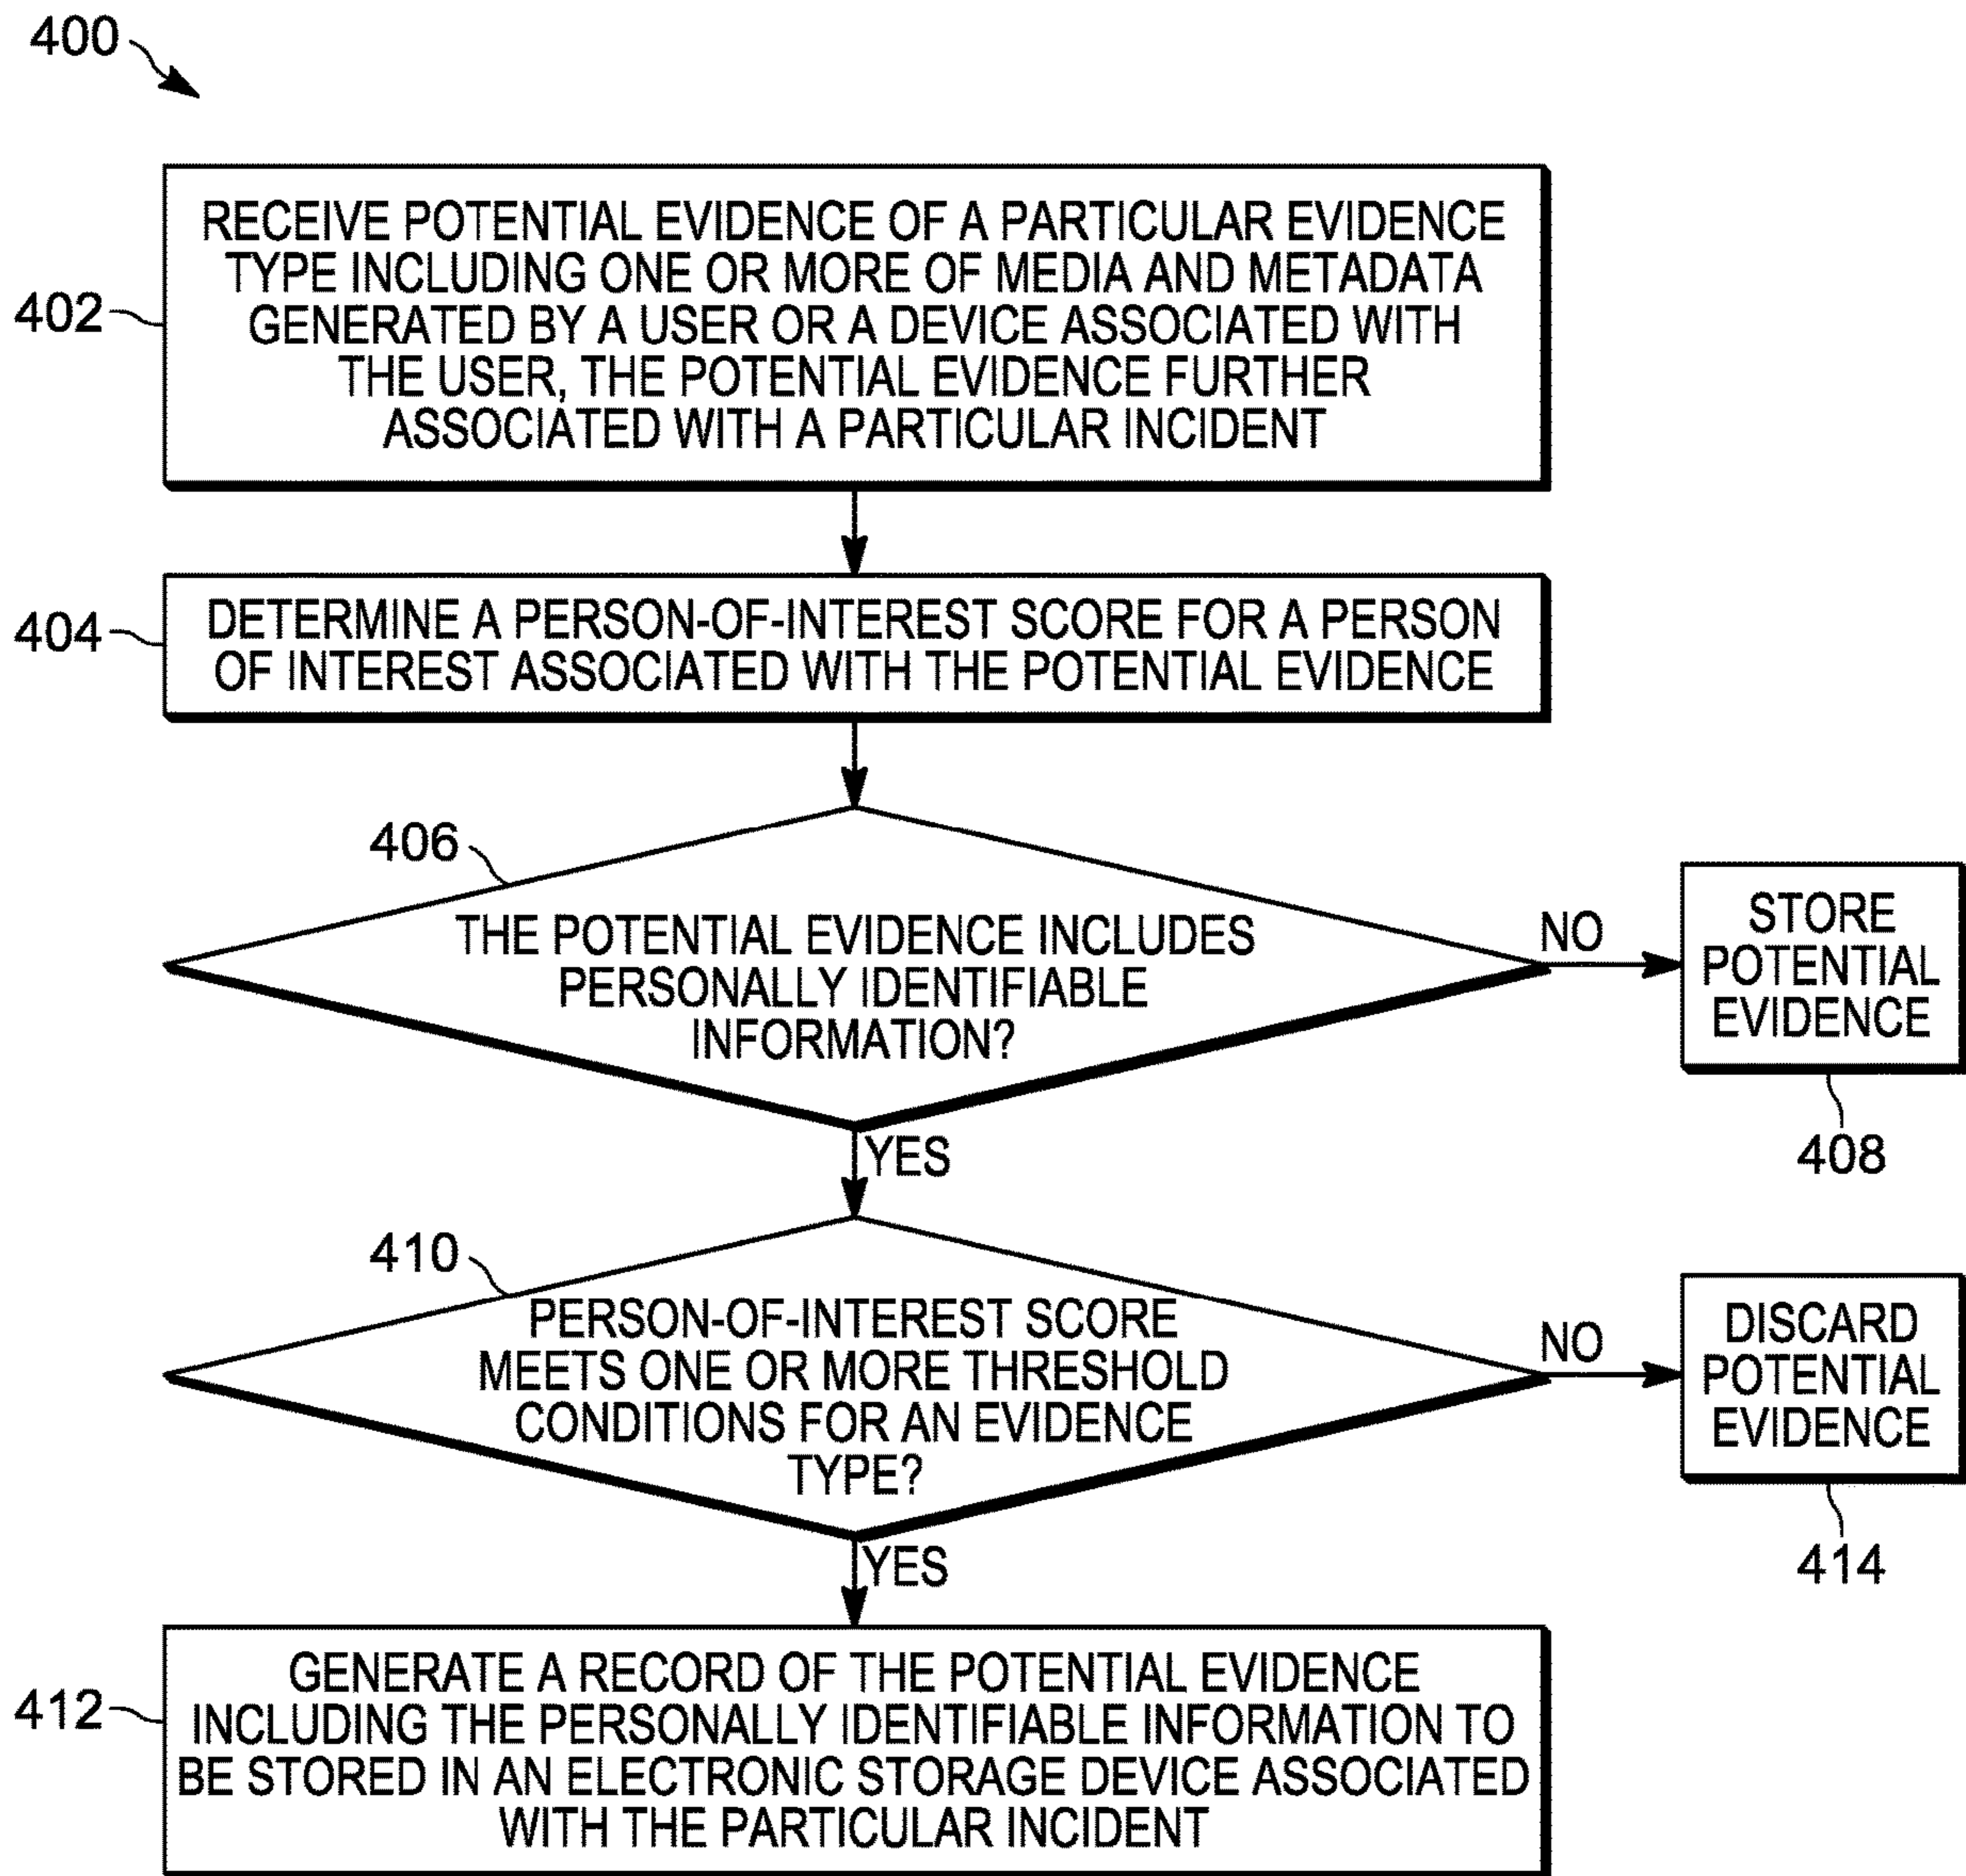 400
402
RECEIVE POTENTIAL EVIDENCE OF A PARTICULAR EVIDENCE
TYPE INCLUDING ONE OR MORE OF MEDIA AND METADATA
GENERATED BY A USER OR A DEVICE ASSOCIATED WITH
THE USER, THE POTENTIAL EVIDENCE FURTHER
ASSOCIATED WITH A PARTICULAR INCIDENT
404
DETERMINE A PERSON-OF-INTEREST SCORE FOR A PERSON
OF INTEREST ASSOCIATED WITH THE POTENTIAL EVIDENCE
406
THE POTENTIAL EVIDENCE INCLUDES
PERSONALLY IDENTIFIABLE
INFORMATION?
NO
STORE
POTENTIAL
EVIDENCE
408
YES
410
PERSON-OF-INTEREST SCORE
MEETS ONE OR MORE THRESHOLD
CONDITIONS FOR AN EVIDENCE
TYPE?
NO
DISCARD
POTENTIAL
EVIDENCE
414
YES
412
GENERATE A RECORD OF THE POTENTIAL EVIDENCE
INCLUDING THE PERSONALLY IDENTIFIABLE INFORMATION TO
BE STORED IN AN ELECTRONIC STORAGE DEVICE ASSOCIATED
WITH THE PARTICULAR INCIDENT